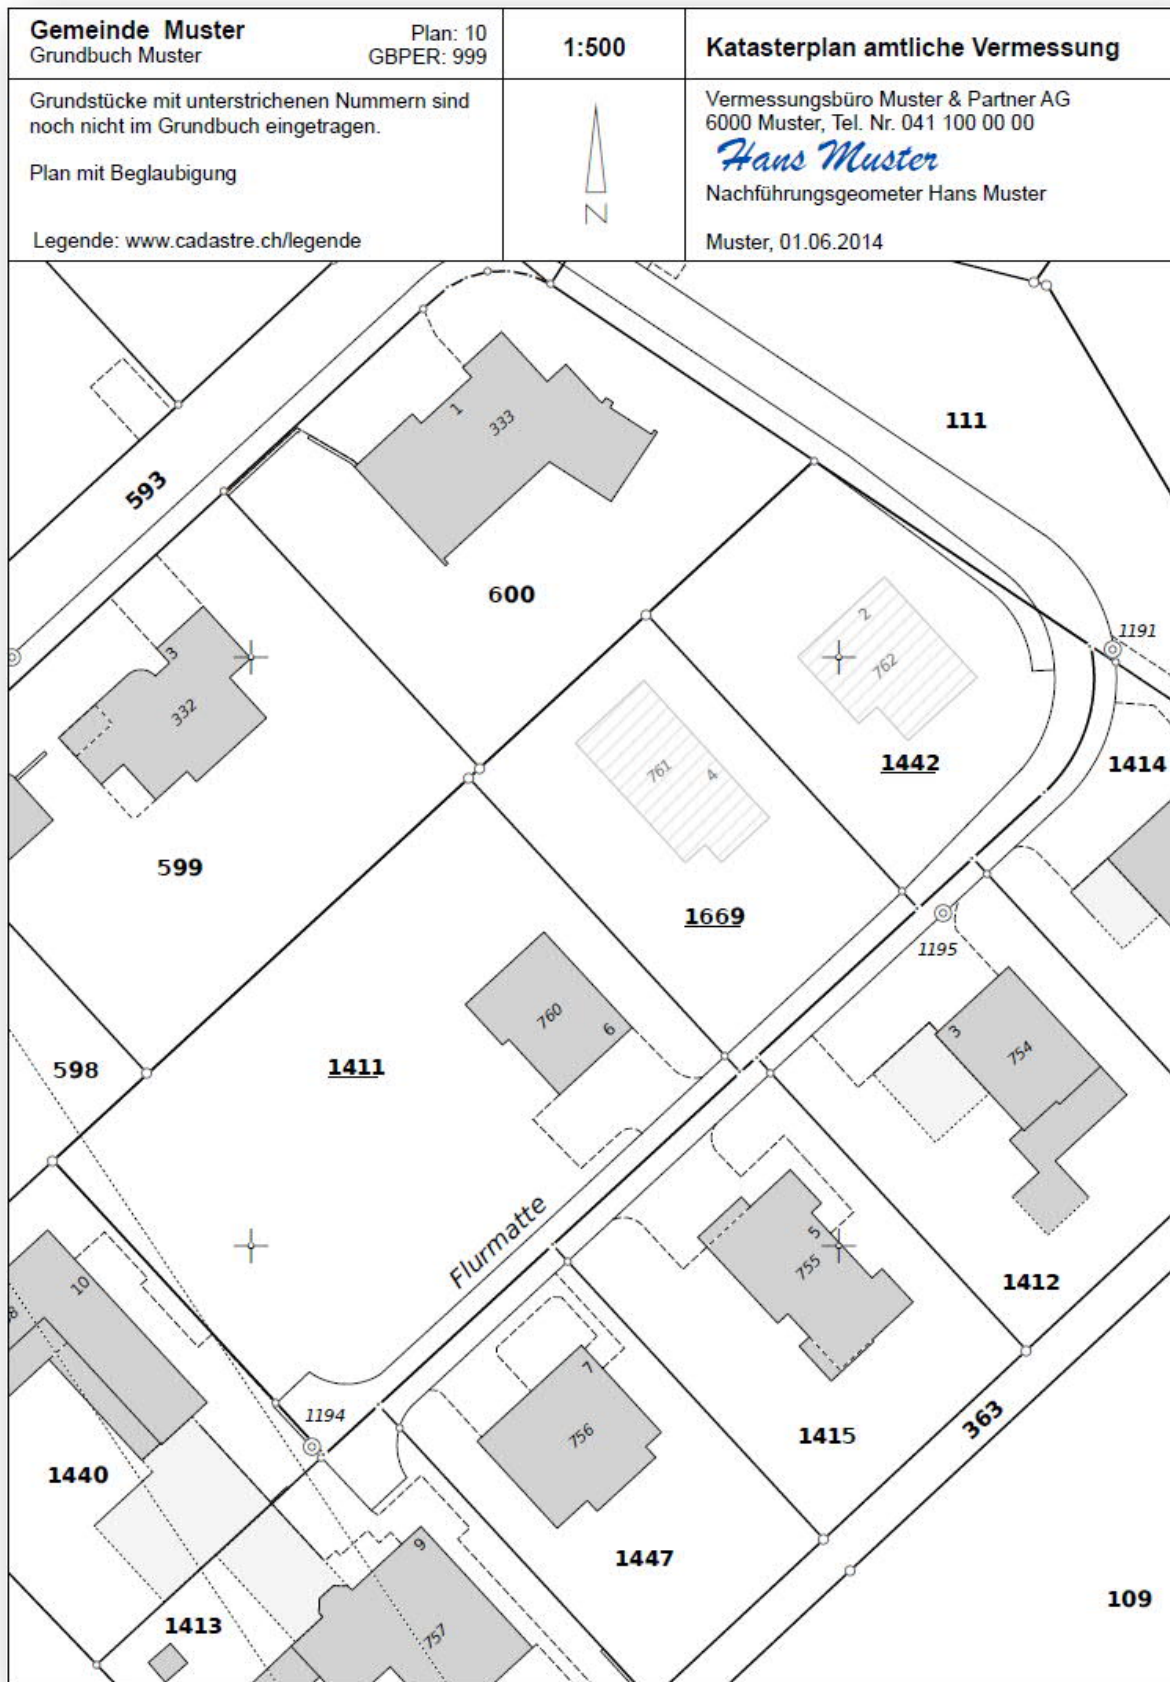 Gemeinde Muster
Plan: 10
Grundbuch Muster
GBPER: 999
1:500
Katasterplan amtliche Vermessung
Grundstücke mit unterstrichenen Nummern sind
noch nicht im Grundbuch eingetragen.
Plan mit Beglaubigung
Legende: www.cadastre.ch/legende
N
Vermessungsbüro Muster & Partner AG
6000 Muster, Tel. Nr. 041 100 00 00
Hans Muster
Nachführungsgeometer Hans Muster
Muster, 01.06.2014
111
1
333
593
600
2
762
1191
3
332
761
4
1442
1414
599
1669
1195
760
6
3
754
598
1411
Flurmatte
5
755
10
1412
7
756
1194
363
1415
1440
9
1447
109
1413
757